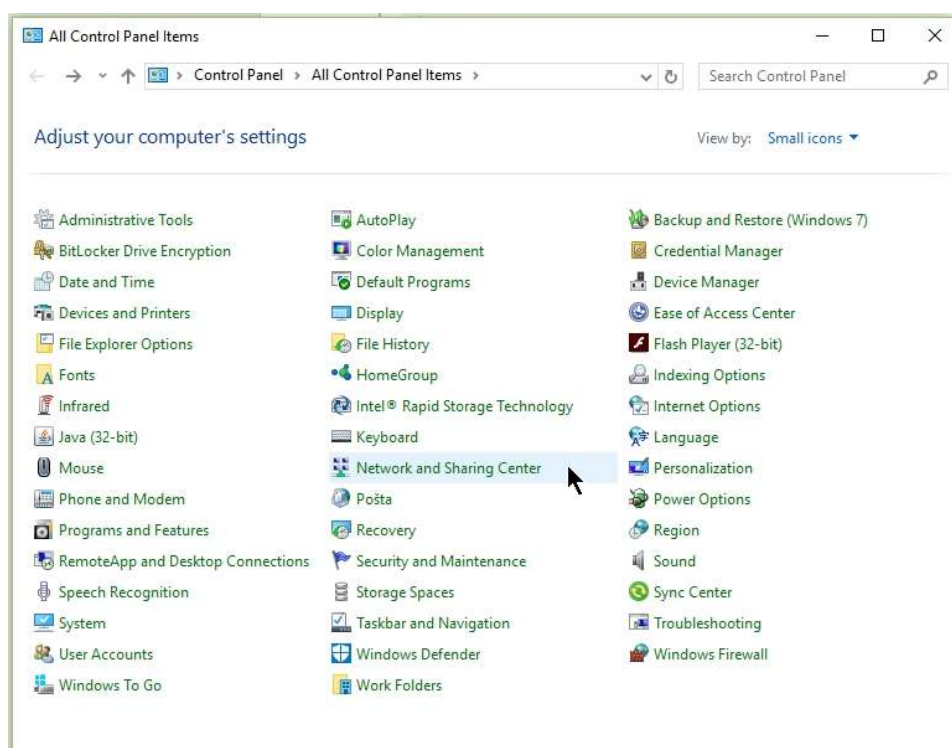 All Control Panel Items
Control Panel > All Control Panel Items >
Search Control Panel
Adjust your computer's settings
View by: Small icons
Administrative Tools
AutoPlay
Backup and Restore (Windows 7)
BitLocker Drive Encryption
Color Management
Credential Manager
Date and Time
Default Programs
Device Manager
Devices and Printers
Display
Ease of Access Center
File Explorer Options
File History
Flash Player (32-bit)
Fonts
HomeGroup
Indexing Options
Infrared
Intel® Rapid Storage Technology
Internet Options
Java (32-bit)
Keyboard
Language
Mouse
Network and Sharing Center
Personalization
Phone and Modem
Pošta
Power Options
Programs and Features
Recovery
Region
RemoteApp and Desktop Connections
Security and Maintenance
Sound
Speech Recognition
Storage Spaces
Sync Center
System
Taskbar and Navigation
Troubleshooting
User Accounts
Windows Defender
Windows Firewall
Windows To Go
Work Folders